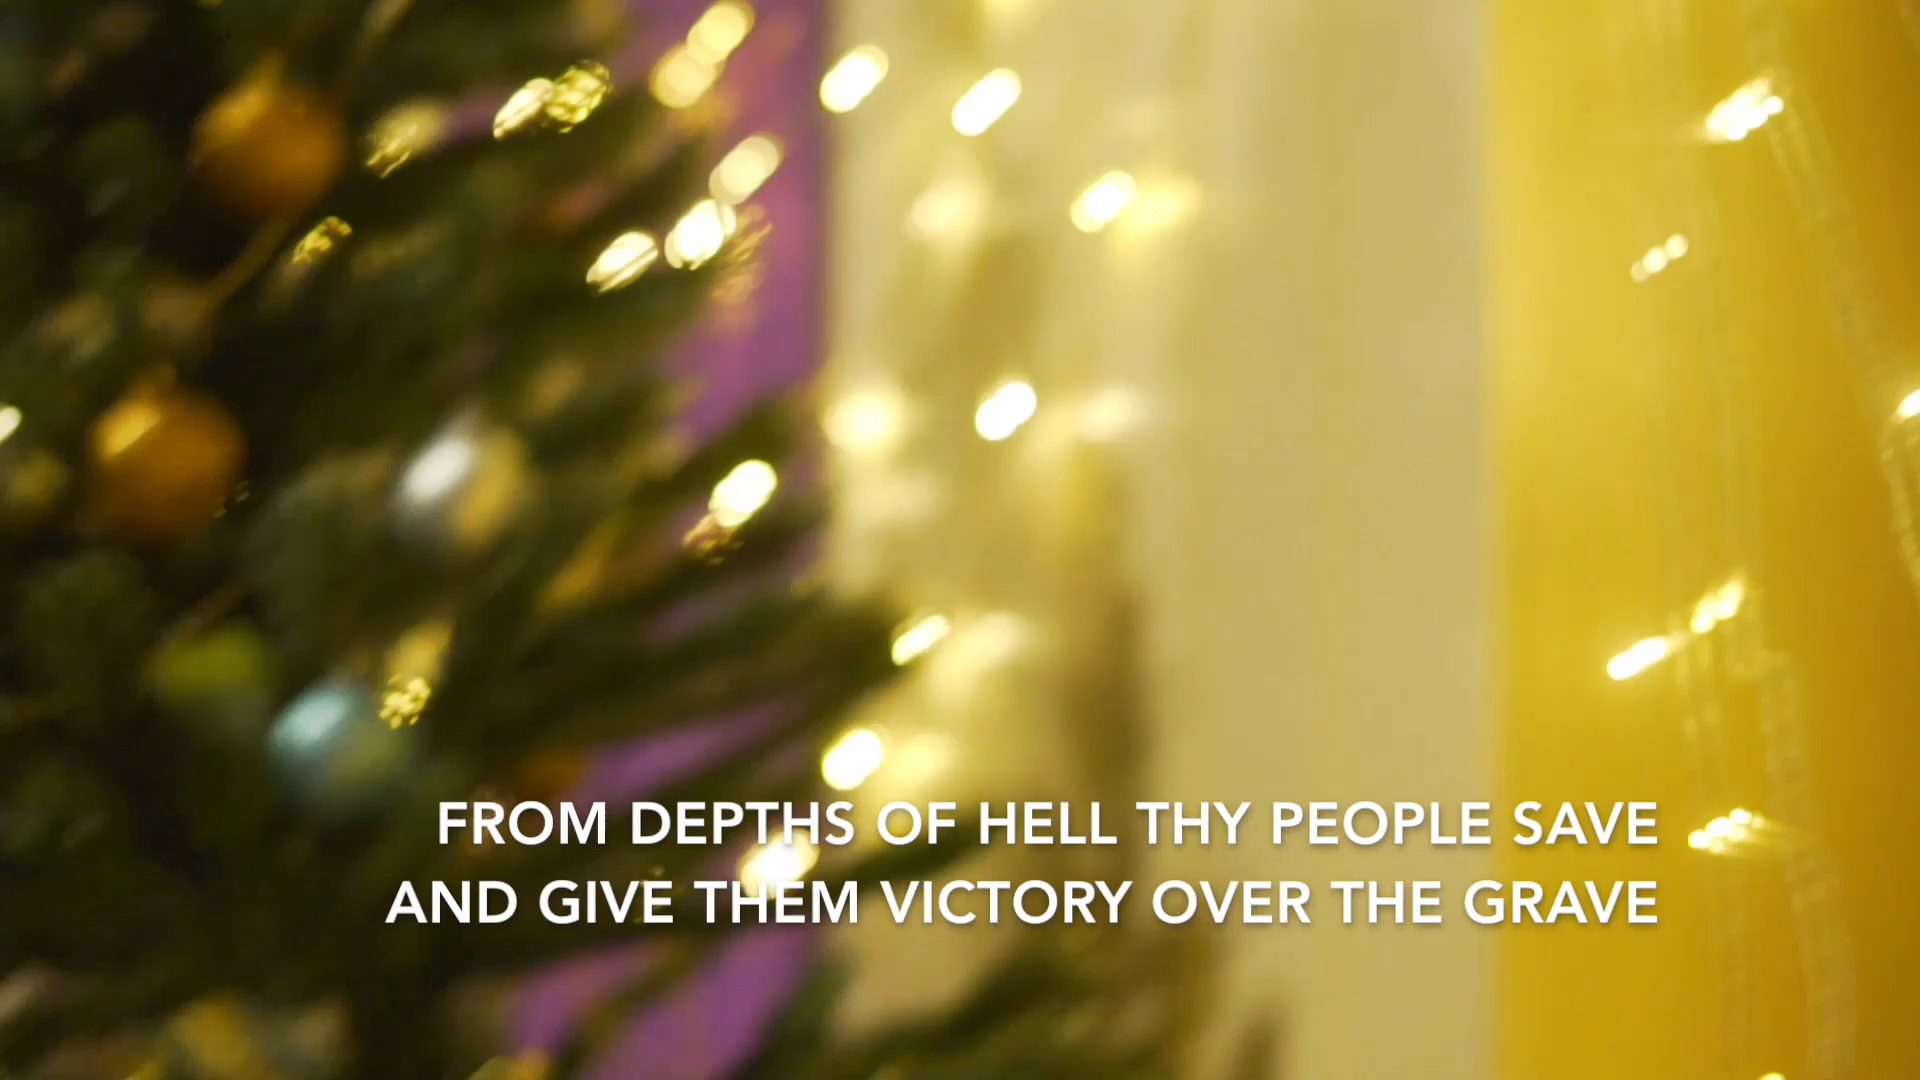 FROM DEPTHS OF HELL THY PEOPLE SAVE
AND GIVE THEM VICTORY OVER THE GRAVE